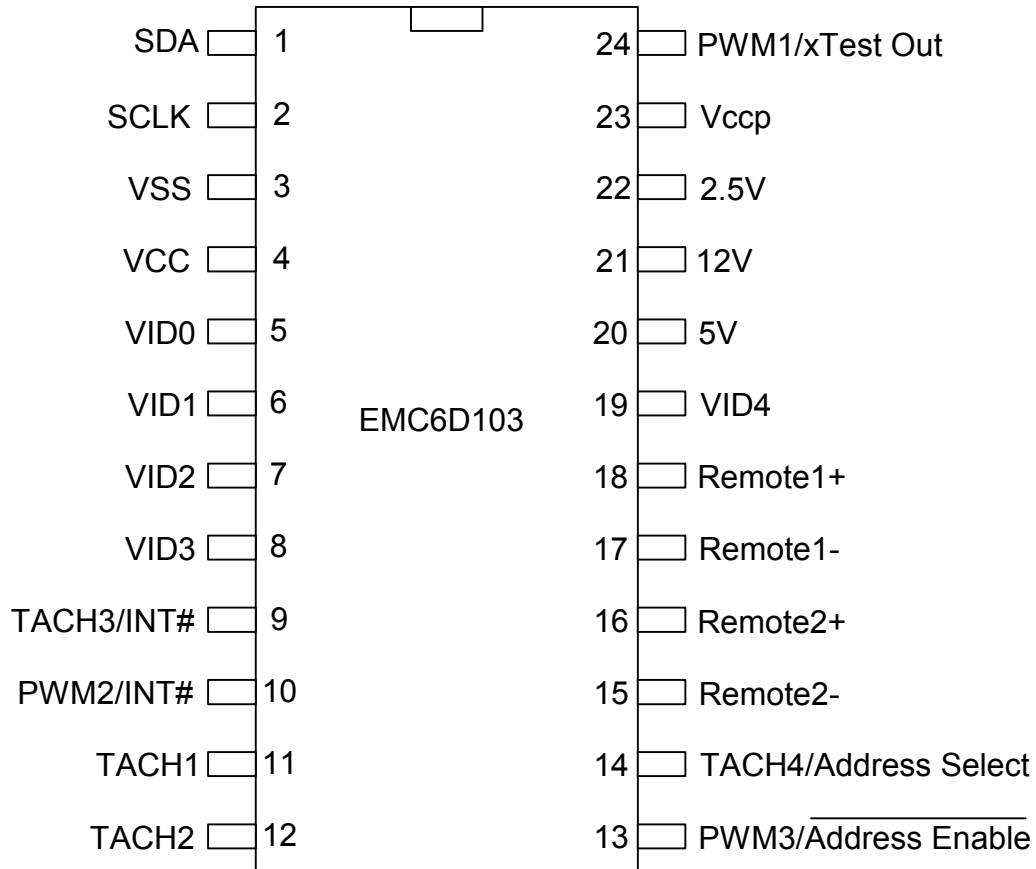 SDA 1 24 PWM1/xTest Out
SCLK 2 23 Vccp
VSS 3 22 2.5V
VCC 4 21 12V
VID0 5 20 5V
VID1 6 19 VID4
EMC6D103
VID2 7 18 Remote1+
VID3 8 17 Remote1-
TACH3/INT# 9 16 Remote2+
PWM2/INT# 10 15 Remote2-
TACH1 11 14 TACH4/Address Select
TACH2 12 13 PWM3/Address Enable